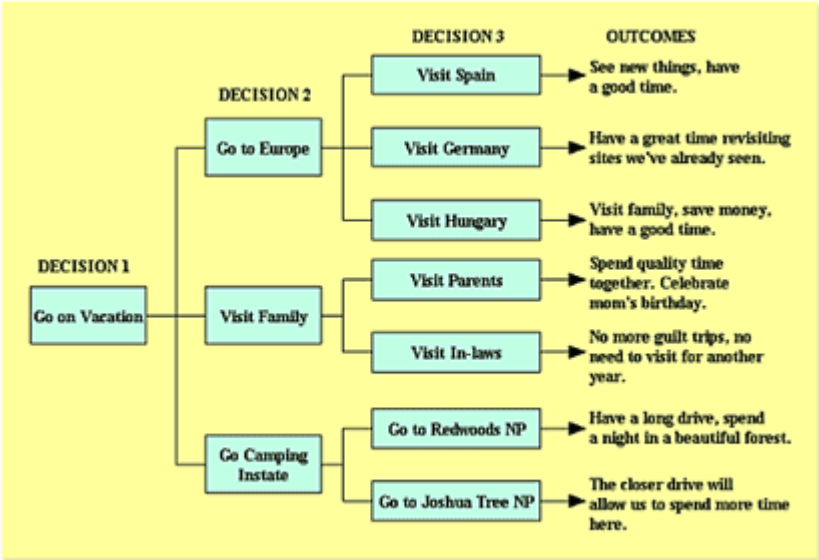 DECISION 3
OUTCOMES
Visit Spain
See new things, have
a good time.
DECISION 2
Go to Europe
Visit Germany
Have a great time revisiting
sites we've already seen.
Visit Hungary
Visit family, save money,
have a good time.
DECISION 1
Go on Vacation
Visit Family
Visit Parents
Spend quality time
together. Celebrate
mom's birthday.
Visit In-laws
No more guilt trips, no
need to visit for another
year.
Go Camping
Instate
Go to Redwoods NP
Have a long drive, spend
a night in a beautiful forest.
Go to Joshua Tree NP
The closer drive will
allow us to spend more time
here.